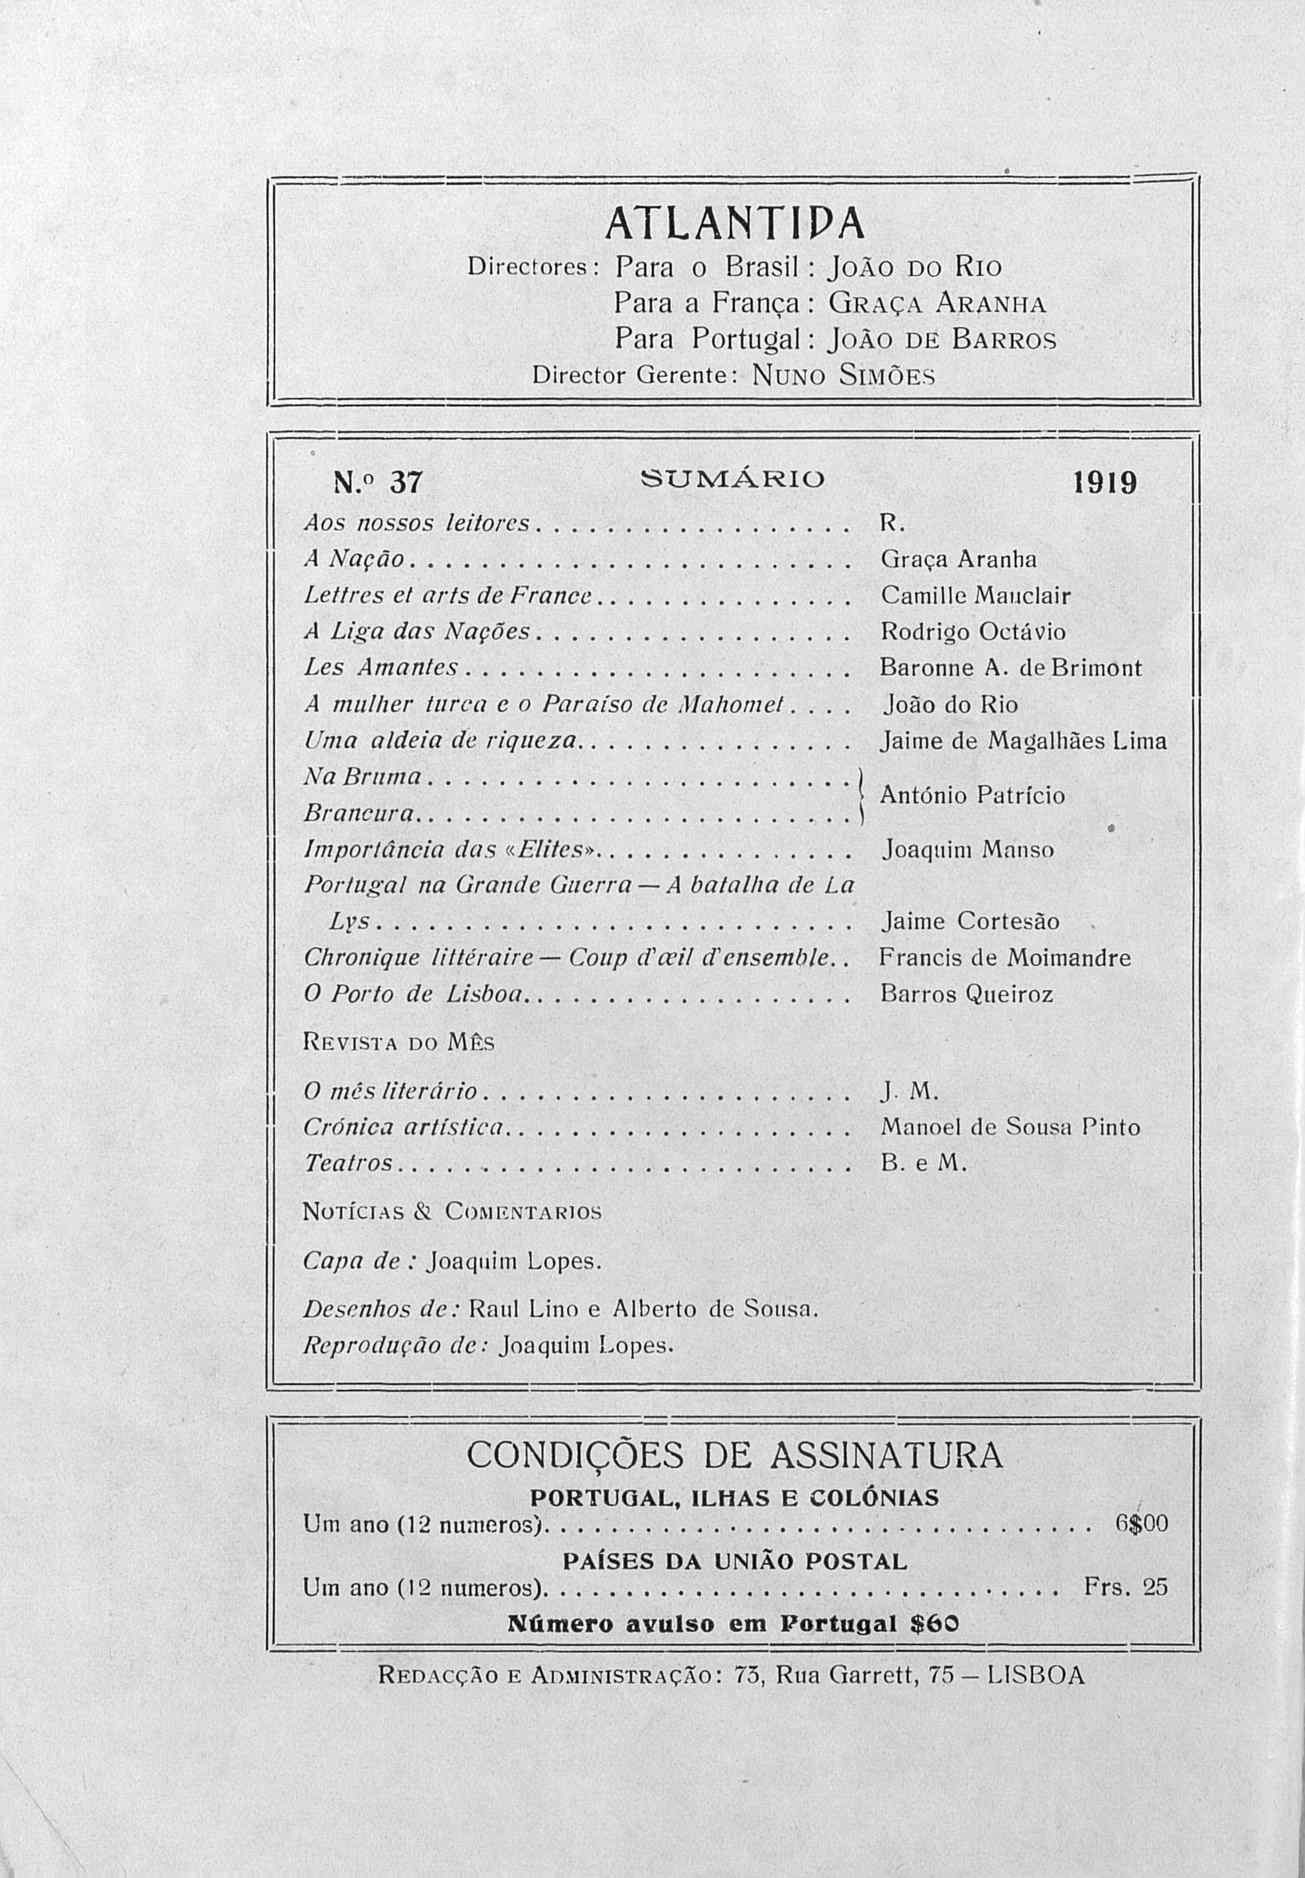 ATLANTIDA
Directores: Para o Brasil: João do Rio
Para a França: Graça Aranha
Para Portugal: João de Barros
Director Gerente: Nuno Simões
N.º 37 SUMÁRIO 1919
Aos nossos leitores. . . . . . . . . . . . . . . . . . R.
A Nação. . . . . . . . . . . . . . . . . . . . . . . . . Graça Aranha
Lettres et arts de France. . . . . . . . . . . . . . . Camille Mauclair
A Liga das Nações. . . . . . . . . . . . . . . . . . Rodrigo Octávio
Les Amantes. . . . . . . . . . . . . . . . . . . . . . Baronne A. de Brimont
A mulher turca e o Paraíso de Mahomet. . . . João do Rio
Uma aldeia de riqueza. . . . . . . . . . . . . . . . Jaime de Magalhães Lima
Na Bruma. . . . . . . . . . . . . . . . . . . . . . . . } António Patrício
Brancura. . . . . . . . . . . . . . . . . . . . . . . . . }
Importância das «Elites». . . . . . . . . . . . . . . Joaquim Manso
Portugal na Grande Guerra — A batalha de La
Lys. . . . . . . . . . . . . . . . . . . . . . . . . . . Jaime Cortesão
Chronique littéraire — Coup d'œil d'ensemble. . Francis de Moimandre
O Porto de Lisboa. . . . . . . . . . . . . . . . . . . Barros Queiroz
Revista do Mês
O mês literário. . . . . . . . . . . . . . . . . . . . . J. M.
Crónica artística. . . . . . . . . . . . . . . . . . . . Manoel de Sousa Pinto
Teatros. . . . . . . . . . . . . . . . . . . . . . . . . . B. e M.
Notícias & Comentarios
Capa de: Joaquim Lopes.
Desenhos de: Raul Lino e Alberto de Sousa.
Reprodução de: Joaquim Lopes.
CONDIÇÕES DE ASSINATURA
PORTUGAL, ILHAS E COLÓNIAS
Um ano (12 numeros). . . . . . . . . . . . . . . . . . . . . . . . . . . . . . . 6$00
PAÍSES DA UNIÃO POSTAL
Um ano (12 numeros). . . . . . . . . . . . . . . . . . . . . . . . . . . . . Frs. 25
Número avulso em Portugal $60
Redacção e Administração: 73, Rua Garrett, 75 — LISBOA